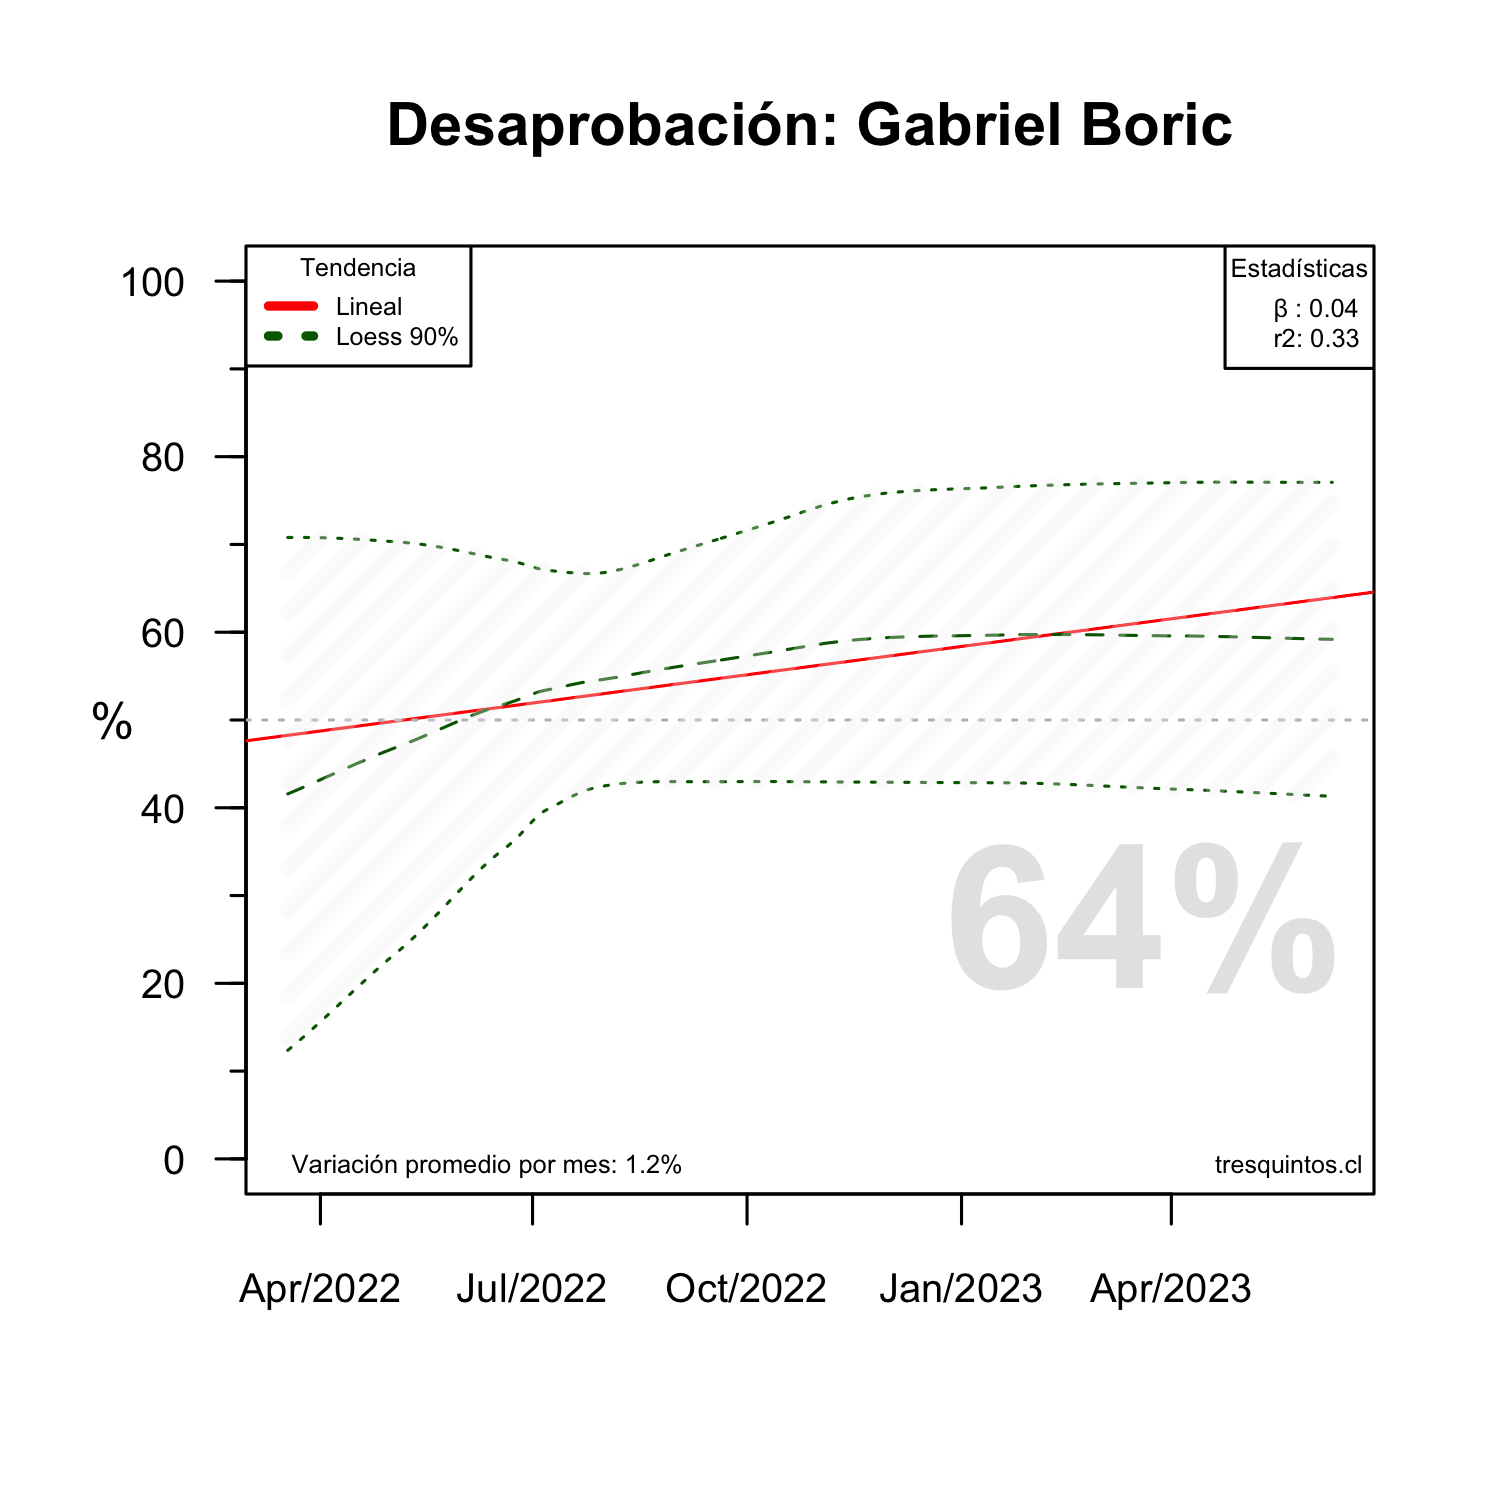 Desaprobación: Gabriel Boric
Tendencia
Lineal
Loess 90%
Estadísticas
β : 0.04
r2: 0.33
100
80
60
%
40
20
0
64%
Variación promedio por mes: 1.2%
tresquintos.cl
Apr/2022 Jul/2022 Oct/2022 Jan/2023 Apr/2023